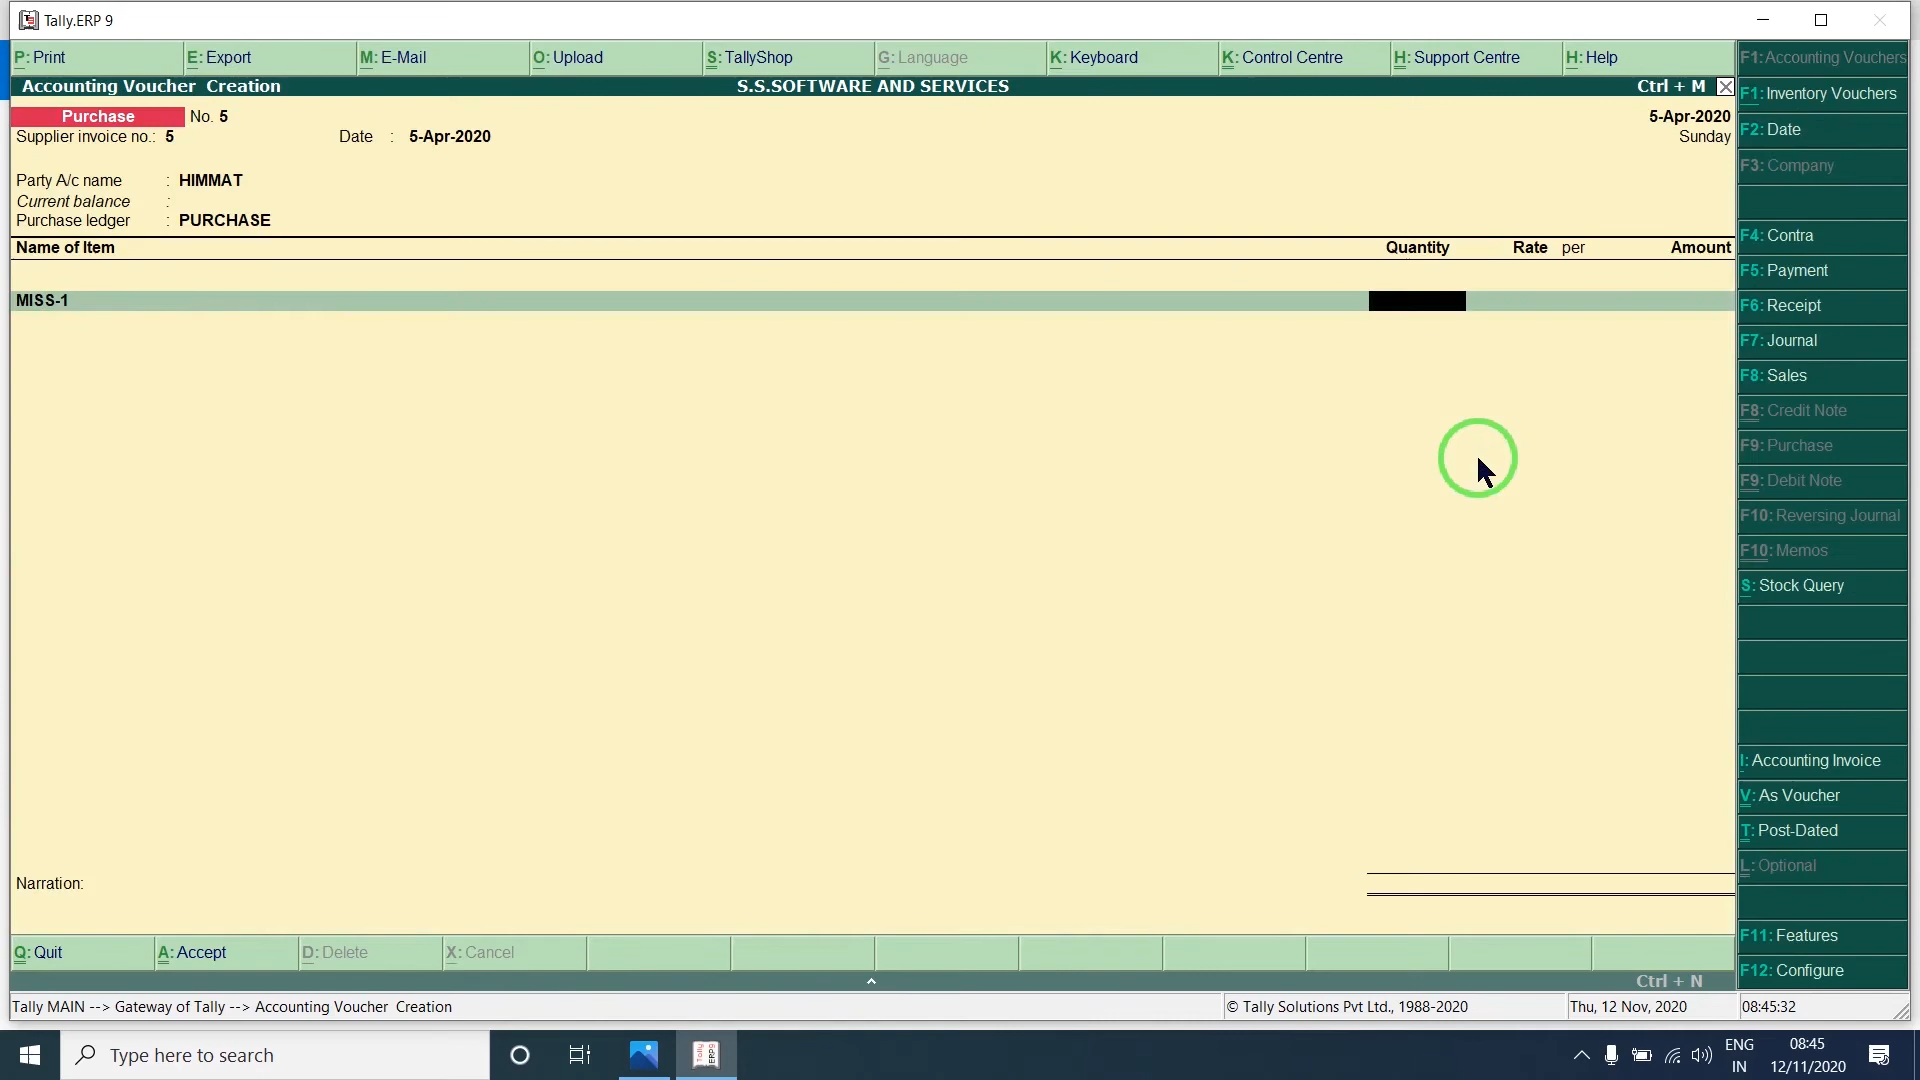 Tally.ERP 9
P: Print E: Export M: E-Mail O: Upload S: TallyShop G: Language K: Keyboard K: Control Centre H: Support Centre H: Help
Accounting Voucher Creation S.S.SOFTWARE AND SERVICES Ctrl + M
Purchase No. 5 5-Apr-2020
Supplier invoice no.: 5 Date : 5-Apr-2020 Sunday
Party A/c name : HIMMAT
Current balance :
Purchase ledger : PURCHASE
Name of Item Quantity Rate per Amount
MISS-1
Narration:
F1: Accounting Vouchers
F1: Inventory Vouchers
F2: Date
F3: Company
F4: Contra
F5: Payment
F6: Receipt
F7: Journal
F8: Sales
F8: Credit Note
F9: Purchase
F9: Debit Note
F10: Reversing Journal
F10: Memos
S: Stock Query
I: Accounting Invoice
V: As Voucher
T: Post-Dated
L: Optional
F11: Features
F12: Configure
Q: Quit A: Accept D: Delete X: Cancel
Ctrl + N
Tally MAIN --> Gateway of Tally --> Accounting Voucher Creation © Tally Solutions Pvt Ltd., 1988-2020 Thu, 12 Nov, 2020 08:45:32
Type here to search
ENG
IN
08:45
12/11/2020